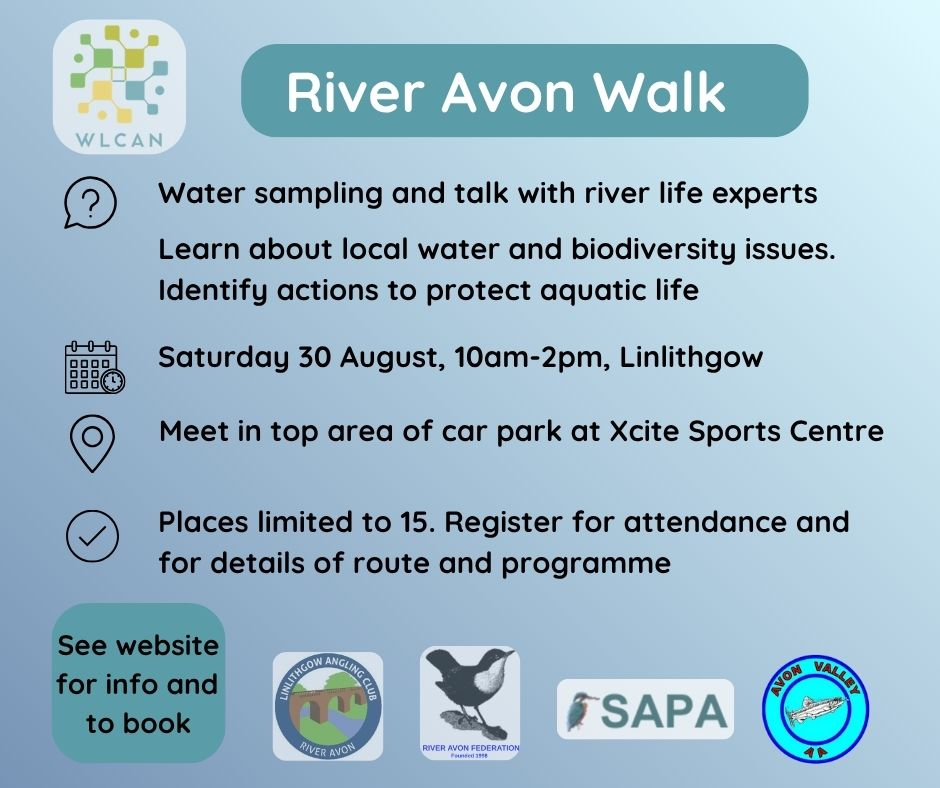 WLCAN
River Avon Walk
?
Water sampling and talk with river life experts
Learn about local water and biodiversity issues.
Identify actions to protect aquatic life
Saturday 30 August, 10am-2pm, Linlithgow
Meet in top area of car park at Xcite Sports Centre
Places limited to 15. Register for attendance and
for details of route and programme
See website
for info and
to book
LINLITHGOW ANGLING CLUB
RIVER AVON
RIVER AVON FEDERATION
Founded 1998
SAPA
AVON VALLEY
AA